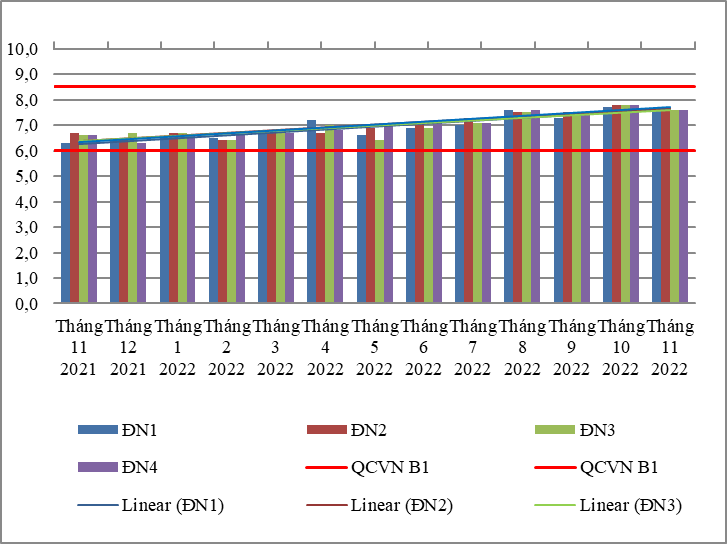 10,0
9,0
8,0
7,0
6,0
5,0
4,0
3,0
2,0
1,0
0,0
Tháng Tháng Tháng Tháng Tháng Tháng Tháng Tháng Tháng Tháng Tháng Tháng Tháng
11 12 1 2 3 4 5 6 7 8 9 10 11
2021 2021 2022 2022 2022 2022 2022 2022 2022 2022 2022 2022 2022
ĐN1 ĐN2 ĐN3
ĐN4 QCVN B1 QCVN B1
Linear (ĐN1) Linear (ĐN2) Linear (ĐN3)